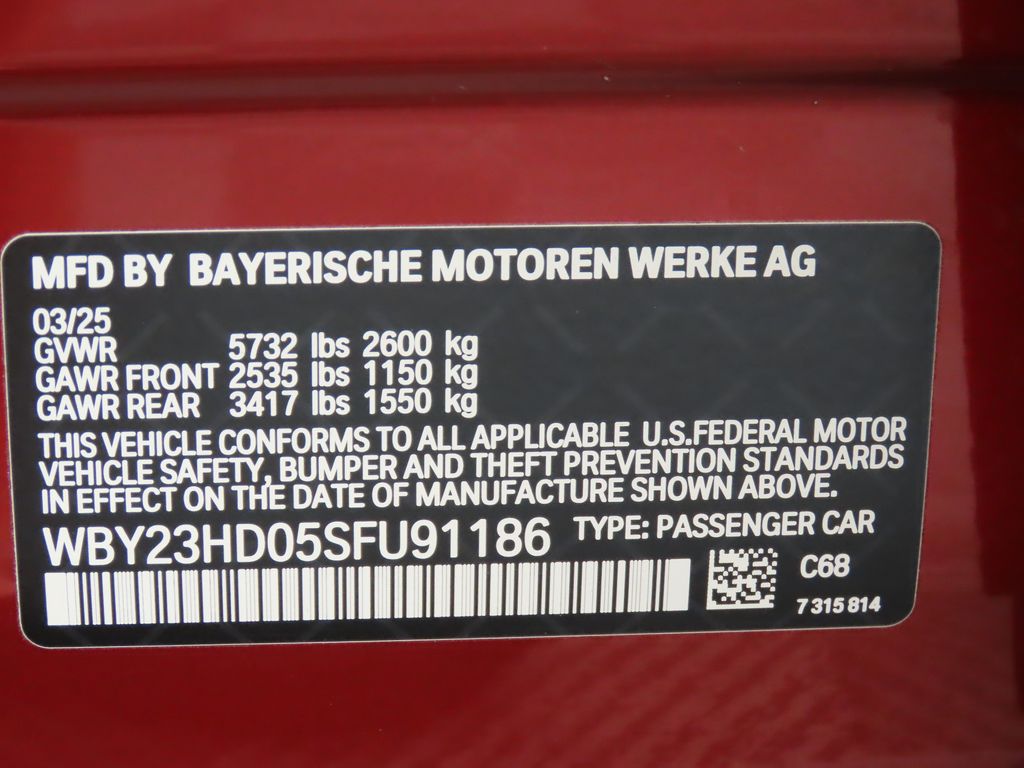 MFD BY BAYERISCHE MOTOREN WERKE AG
03/25
GVWR 5732 lbs 2600 kg
GAWR FRONT 2535 lbs 1150 kg
GAWR REAR 3417 lbs 1550 kg
THIS VEHICLE CONFORMS TO ALL APPLICABLE U.S.FEDERAL MOTOR
VEHICLE SAFETY, BUMPER AND THEFT PREVENTION STANDARDS
IN EFFECT ON THE DATE OF MANUFACTURE SHOWN ABOVE.
WBY23HD05SFU91186 TYPE: PASSENGER CAR
C68
7 315 814